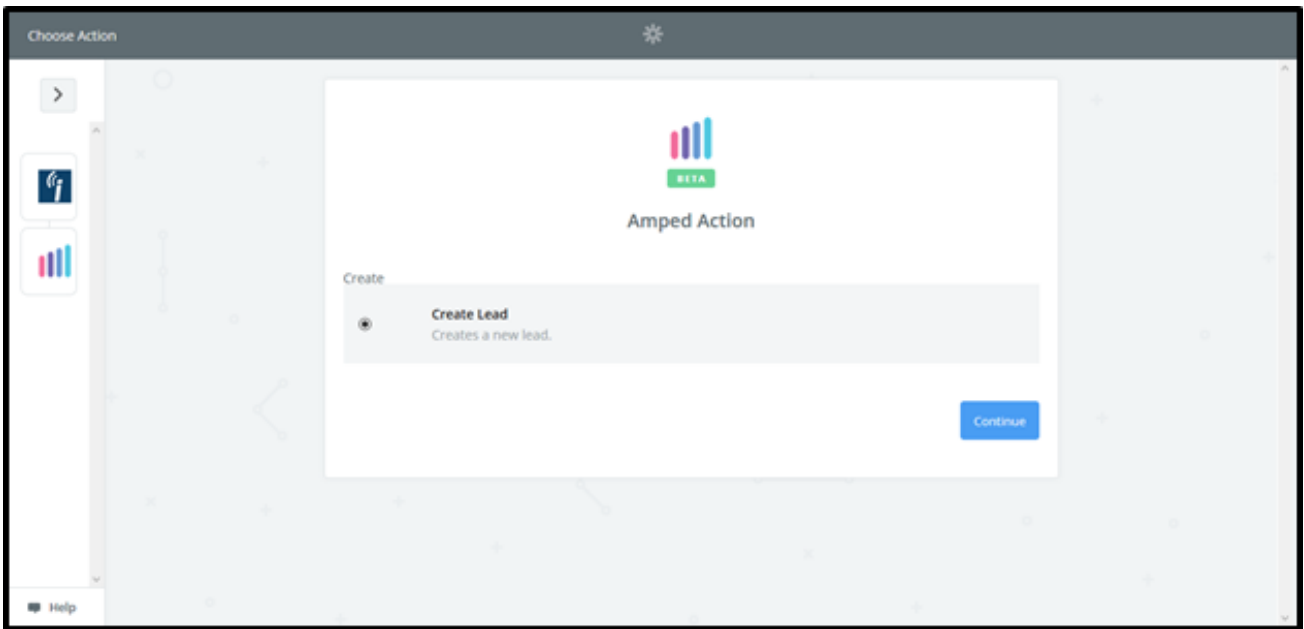 Choose Action
BETA
Amped Action
Create
Create Lead
Creates a new lead.
Continue
Help